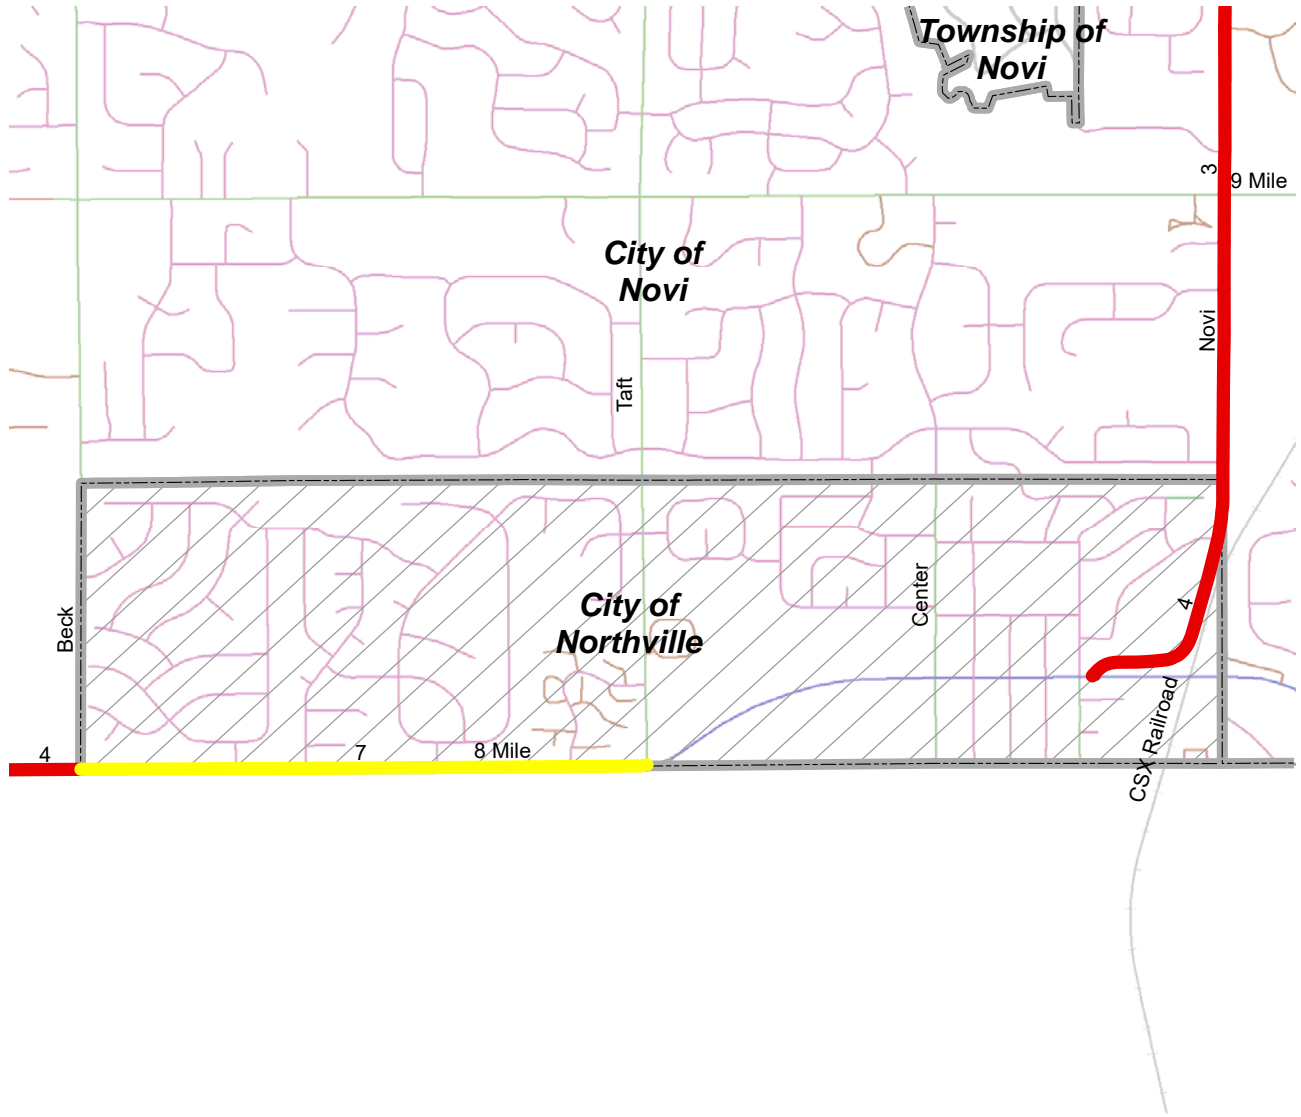 Township of
Novi
3
9 Mile
City of
Novi
Novi
Taft
Center
4
City of
Northville
Beck
CSX Railroad
4
7
8 Mile